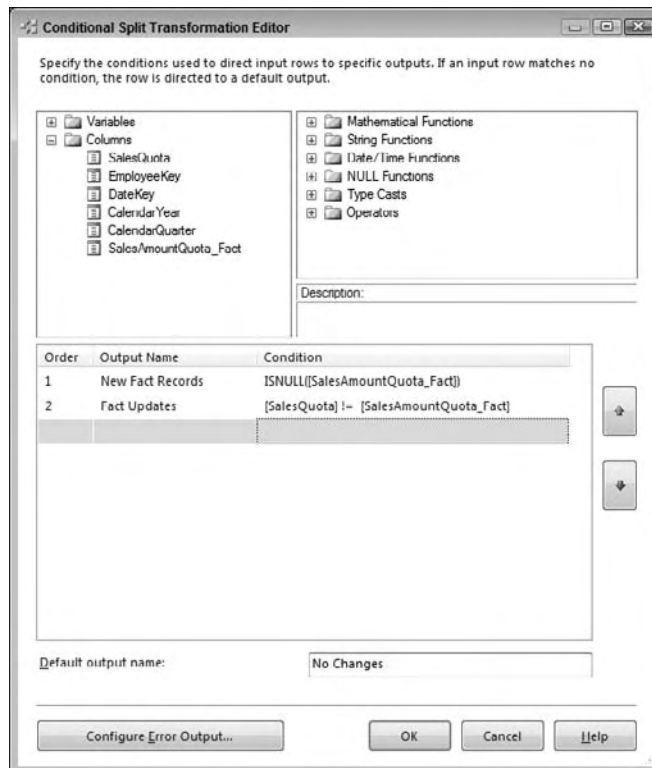 Conditional Split Transformation Editor
Specify the conditions used to direct input rows to specific outputs. If an input row matches no
condition, the row is directed to a default output.
Variables
Columns
SalesQuota
EmployeeKey
DateKey
CalendarYear
CalendarQuarter
SalesAmountQuota_Fact
Mathematical Functions
String Functions
Date/Time Functions
NULL Functions
Type Casts
Operators
Description:
Order Output Name Condition
1 New Fact Records ISNULL([SalesAmountQuota_Fact])
2 Fact Updates [SalesQuota] != [SalesAmountQuota_Fact]
Default output name: No Changes
Configure Error Output... OK Cancel Help